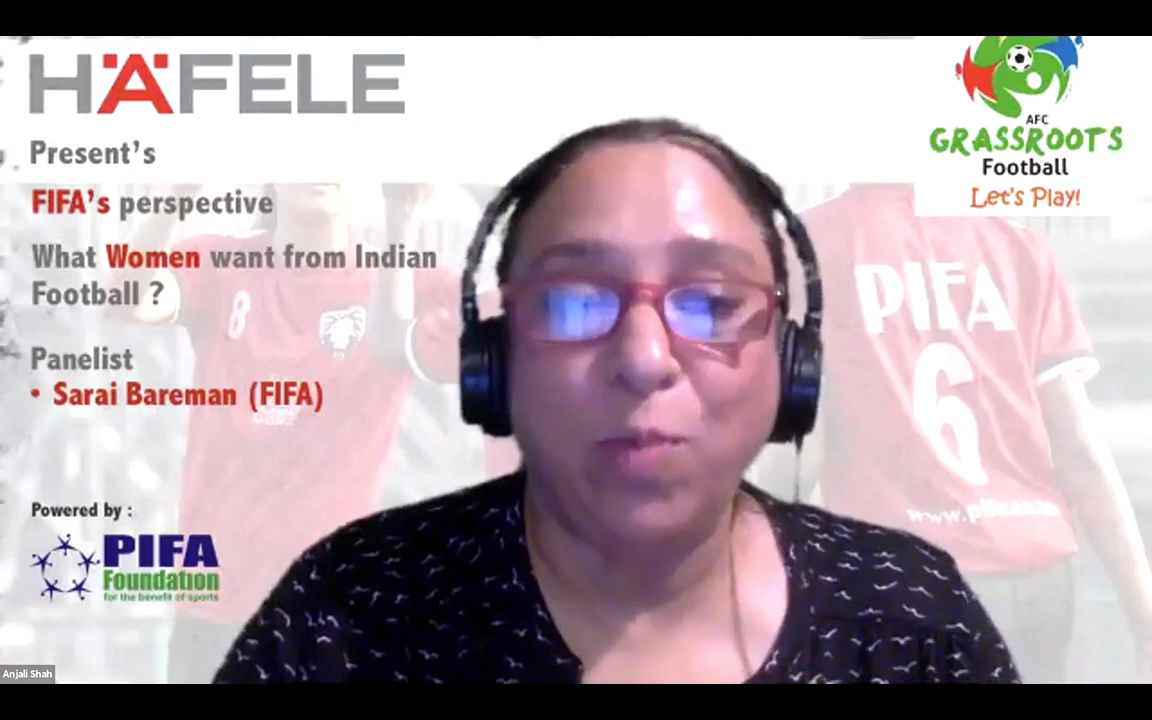 HÄFELE
Present's
FIFA's perspective
What Women want from Indian
Football ?
Panelist
• Sarai Bareman (FIFA)
Powered by :
PIFA
Foundation
for the benefit of sports
AFC
GRASSROOTS
Football
Let's Play!
8
PIFA
6
Anjali Shah